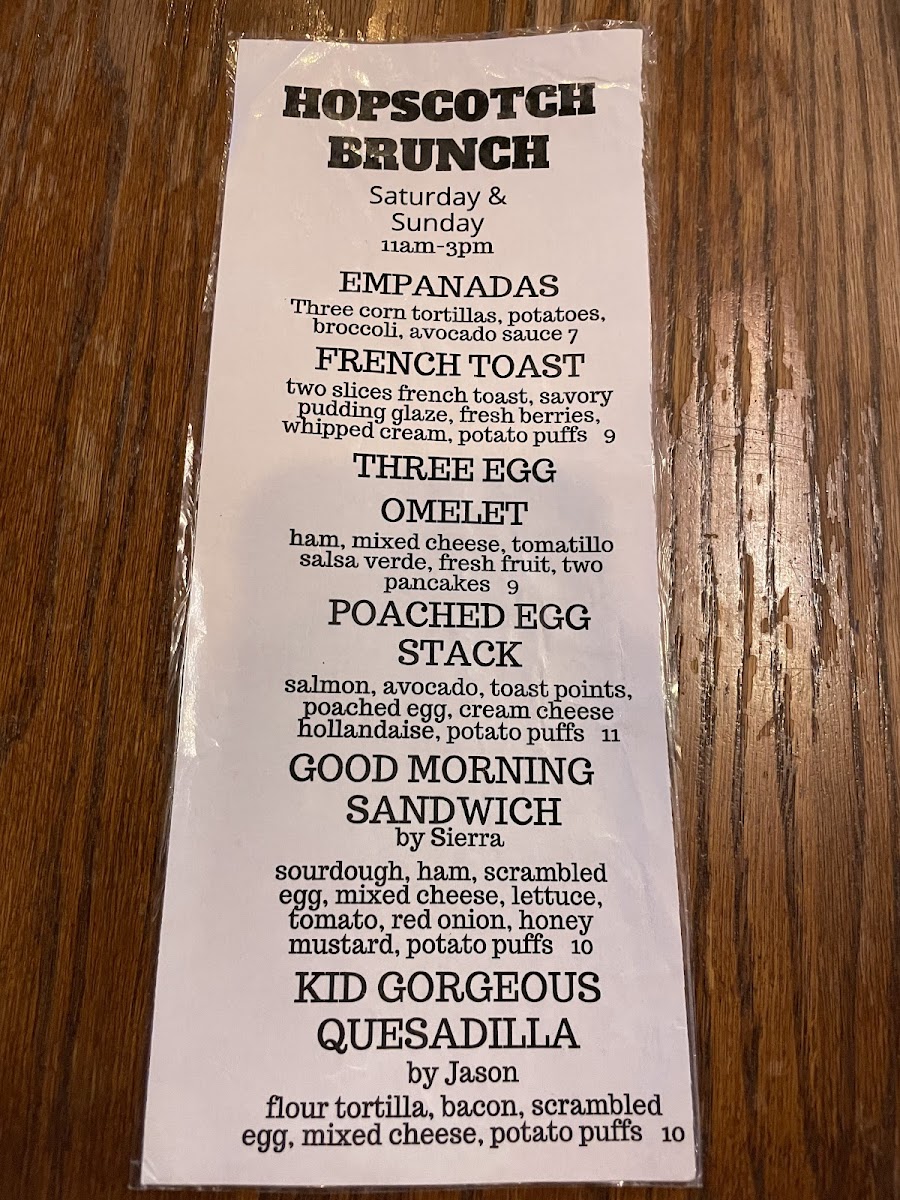 HOPSCOTCH
BRUNCH
Saturday &
Sunday
11am-3pm
EMPANADAS
Three corn tortillas, potatoes,
broccoli, avocado sauce 7
FRENCH TOAST
two slices french toast, savory
pudding glaze, fresh berries,
whipped cream, potato puffs 9
THREE EGG
OMELET
ham, mixed cheese, tomatillo
salsa verde, fresh fruit, two
pancakes 9
POACHED EGG
STACK
salmon, avocado, toast points,
poached egg, cream cheese
hollandaise, potato puffs 11
GOOD MORNING
SANDWICH
by Sierra
sourdough, ham, scrambled
egg, mixed cheese, lettuce,
tomato, red onion, honey
mustard, potato puffs 10
KID GORGEOUS
QUESADILLA
by Jason
flour tortilla, bacon, scrambled
egg, mixed cheese, potato puffs 10